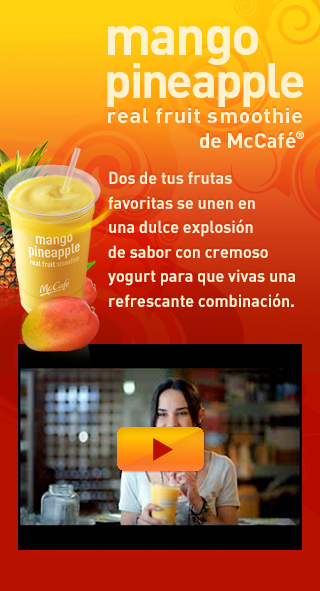 mango
pineapple
real fruit smoothie
de McCafé®
Dos de tus frutas
favoritas se unen en
una dulce explosión
de sabor con cremoso
yogurt para que vivas una
refrescante combinación.
mango
pineapple
real fruit smoothie
McCafé